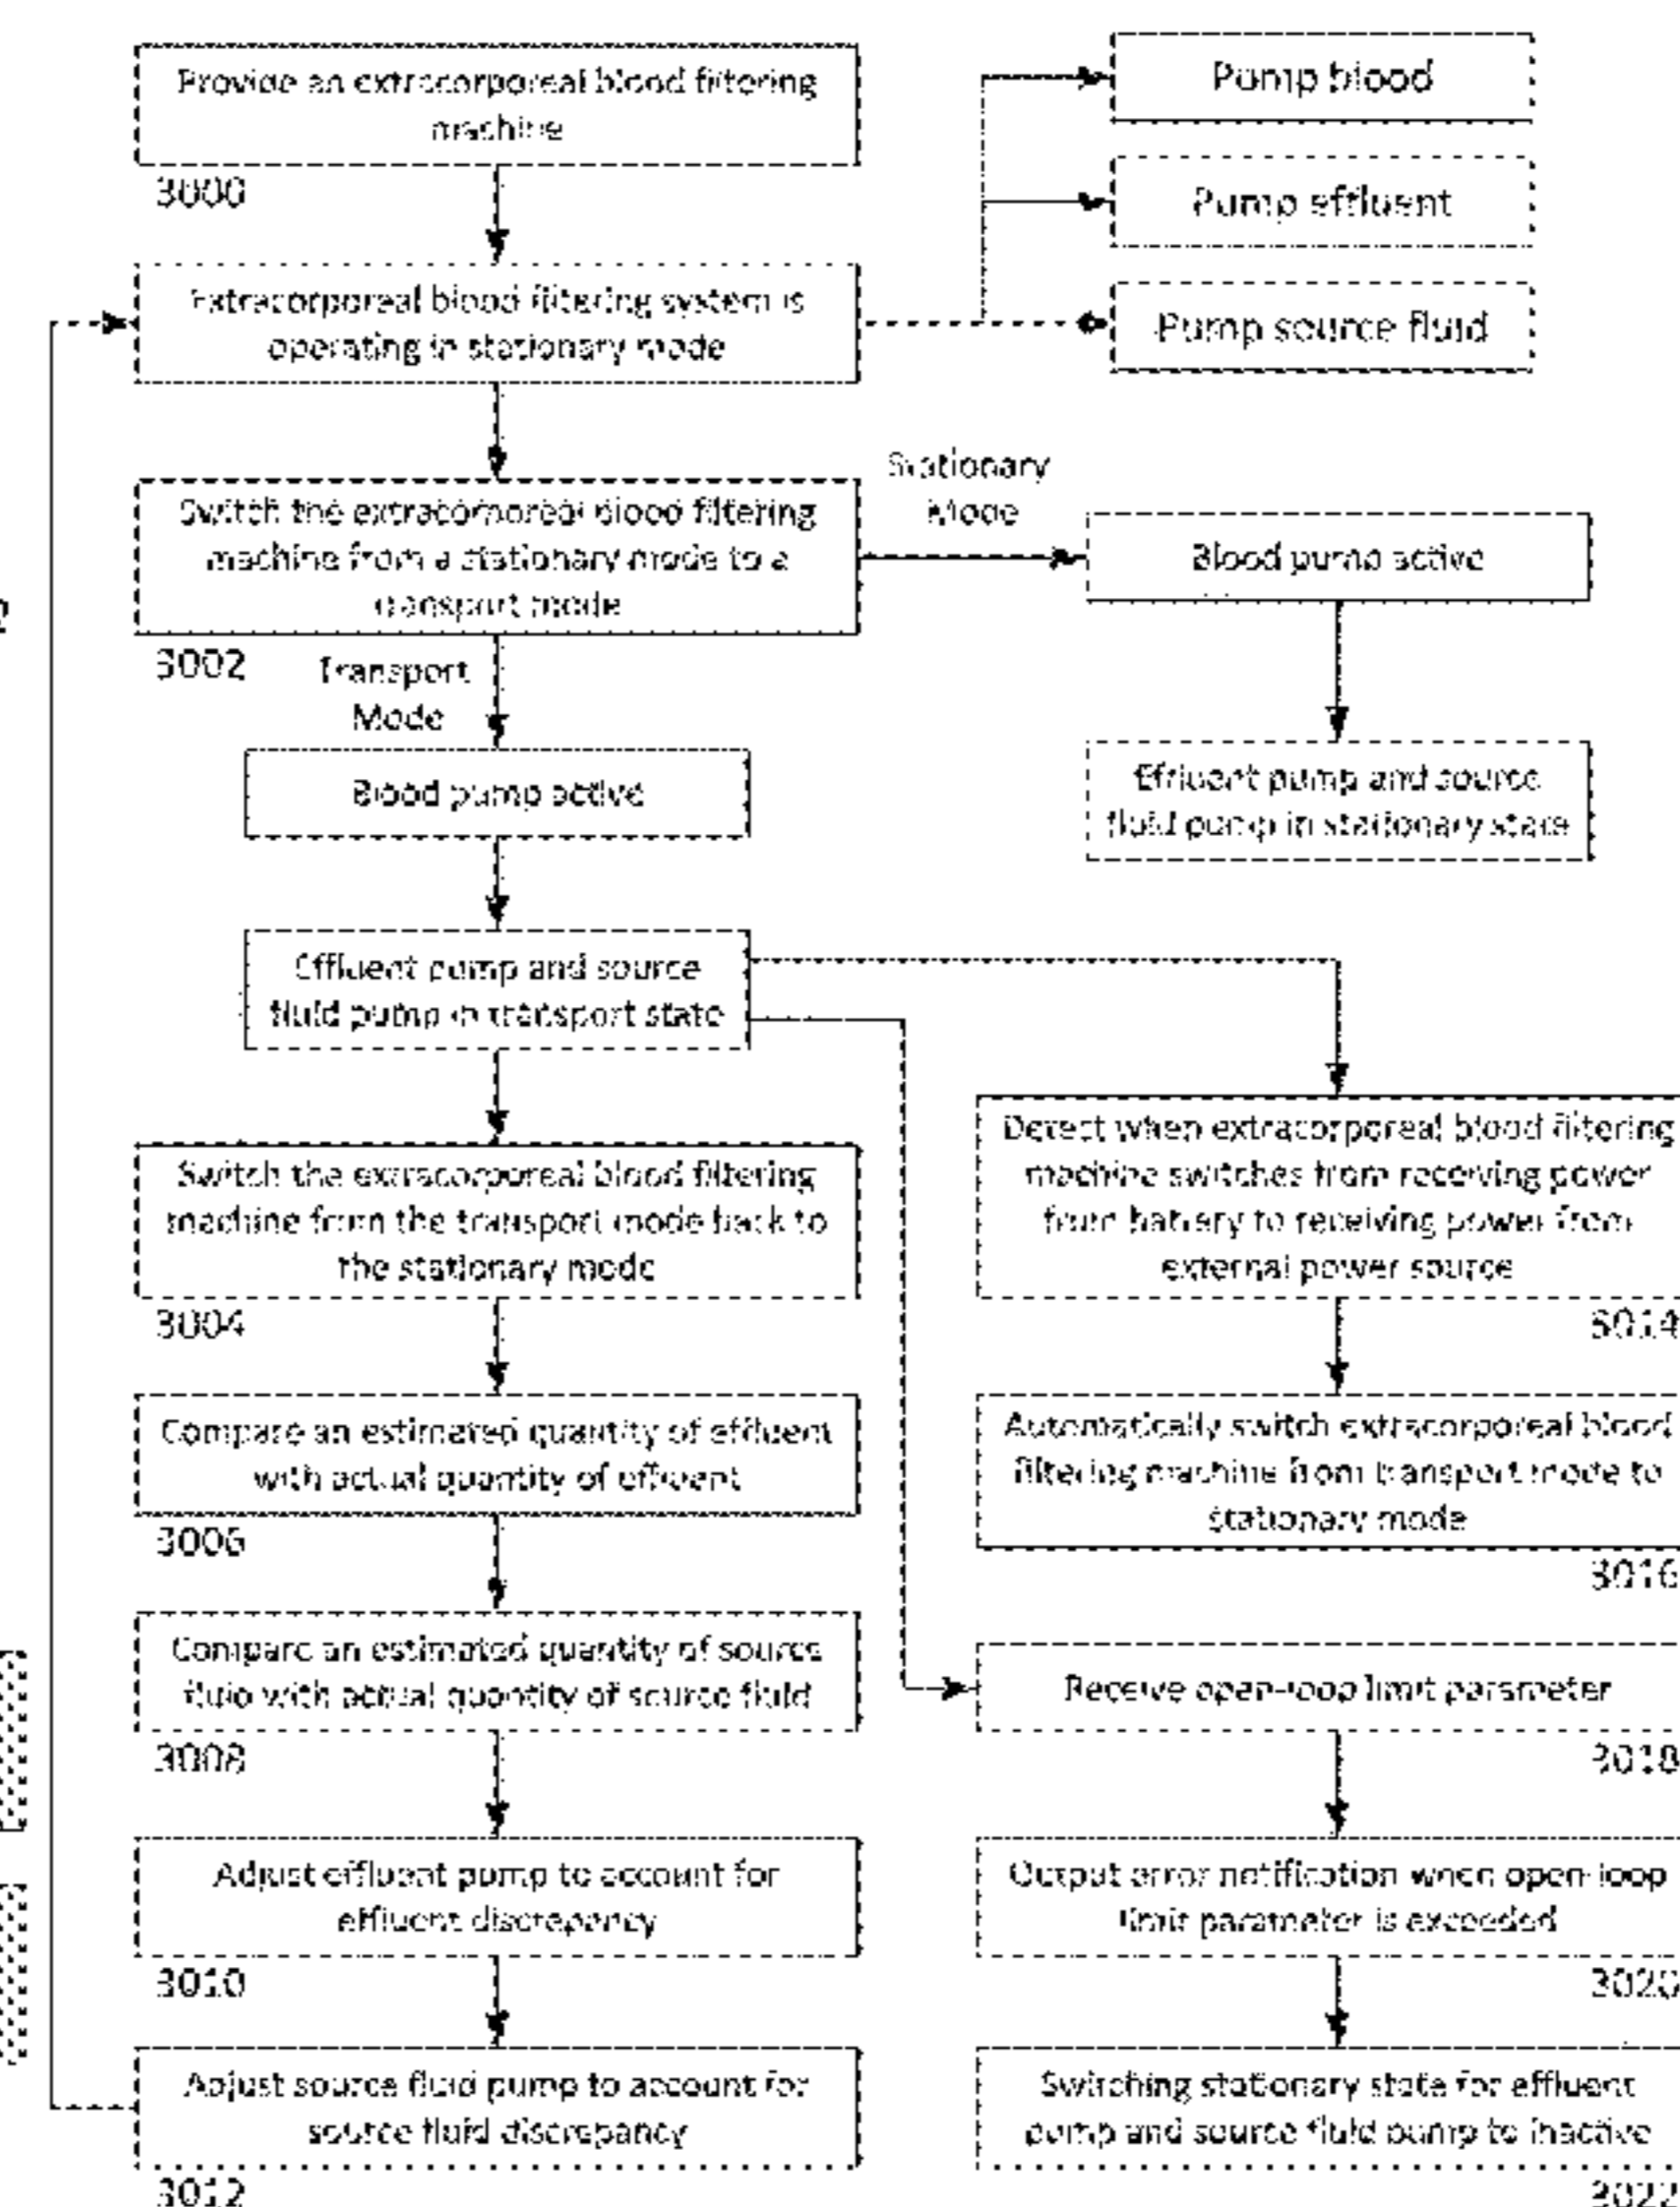 Provide an extracorporeal blood filtering
machine
3000
Extracorporeal blood filtering system is
operating in stationary mode
Pump blood
Pump effluent
Pump source fluid
Switch the extracorporeal blood filtering
machine from a stationary mode to a
transport mode
3002
Stationary
Mode
Blood pump active
Effluent pump and source
fluid pump in stationary state
Transport
Mode
Blood pump active
Effluent pump and source
fluid pump in transport state
Switch the extracorporeal blood filtering
machine from the transport mode back to
the stationary mode
3004
Compare an estimated quantity of effluent
with actual quantity of effluent
3006
Compare an estimated quantity of source
fluid with actual quantity of source fluid
3008
Adjust effluent pump to account for
effluent discrepancy
3010
Adjust source fluid pump to account for
source fluid discrepancy
3012
Detect when extracorporeal blood filtering
machine switches from receiving power
from battery to receiving power from
external power source
3014
Automatically switch extracorporeal blood
filtering machine from transport mode to
stationary mode
3016
Receive open-loop limit parameter
3018
Output error notification when open-loop
limit parameter is exceeded
3020
Switching stationary state for effluent
pump and source fluid pump to inactive
3022